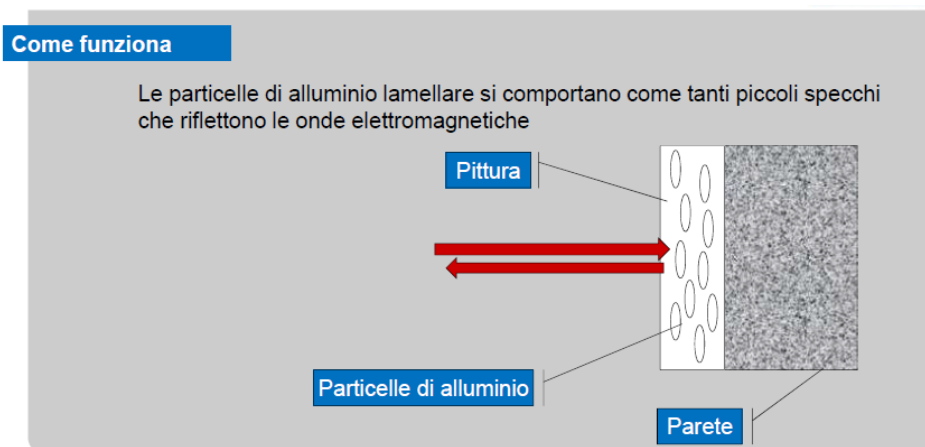 Come funziona
Le particelle di alluminio lamellare si comportano come tanti piccoli specchi
che riflettono le onde elettromagnetiche
Pittura
Particelle di alluminio
Parete